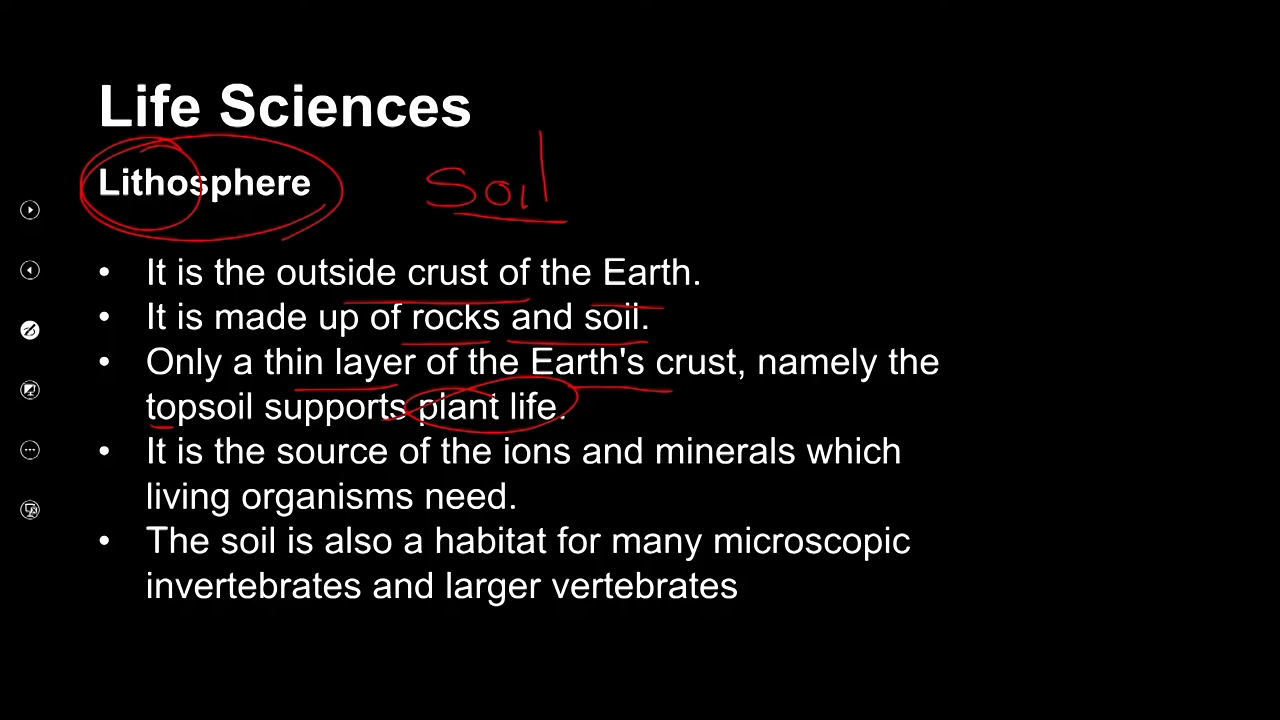 Life Sciences
Lithosphere
Soil
• It is the outside crust of the Earth.
• It is made up of rocks and soil.
• Only a thin layer of the Earth's crust, namely the
topsoil supports plant life.
• It is the source of the ions and minerals which
living organisms need.
• The soil is also a habitat for many microscopic
invertebrates and larger vertebrates